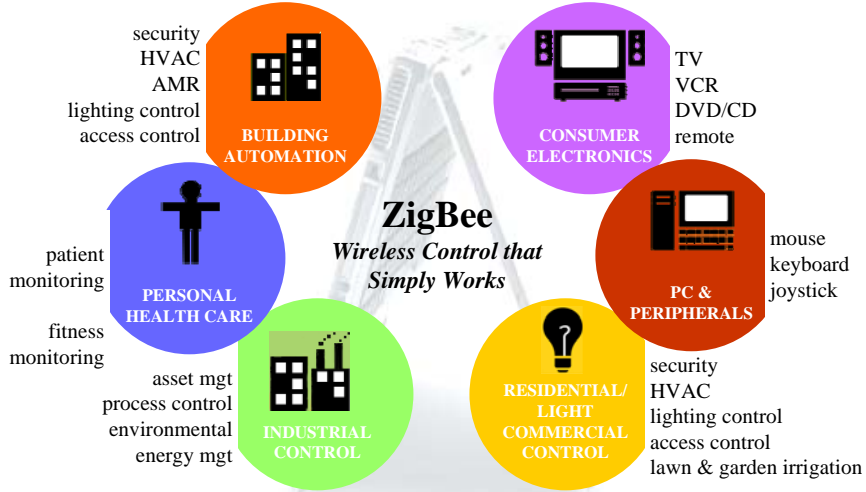 security
HVAC
AMR
lighting control
access control
BUILDING
AUTOMATION
TV
VCR
DVD/CD
remote
CONSUMER
ELECTRONICS
ZigBee
Wireless Control that
Simply Works
patient
monitoring
fitness
monitoring
PERSONAL
HEALTH CARE
mouse
keyboard
joystick
PC &
PERIPHERALS
asset mgt
process control
environmental
energy mgt
INDUSTRIAL
CONTROL
?
RESIDENTIAL/
LIGHT
COMMERCIAL
CONTROL
security
HVAC
lighting control
access control
lawn & garden irrigation